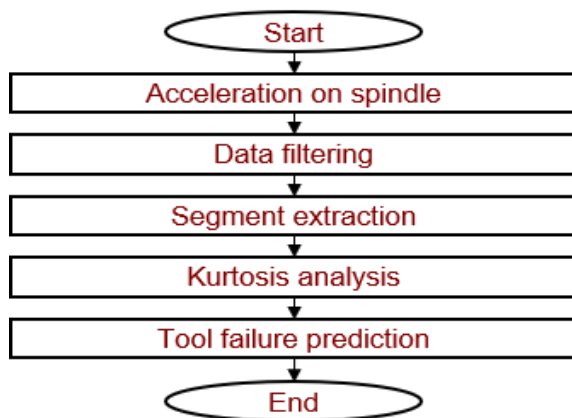 Start
Acceleration on spindle
Data filtering
Segment extraction
Kurtosis analysis
Tool failure prediction
End